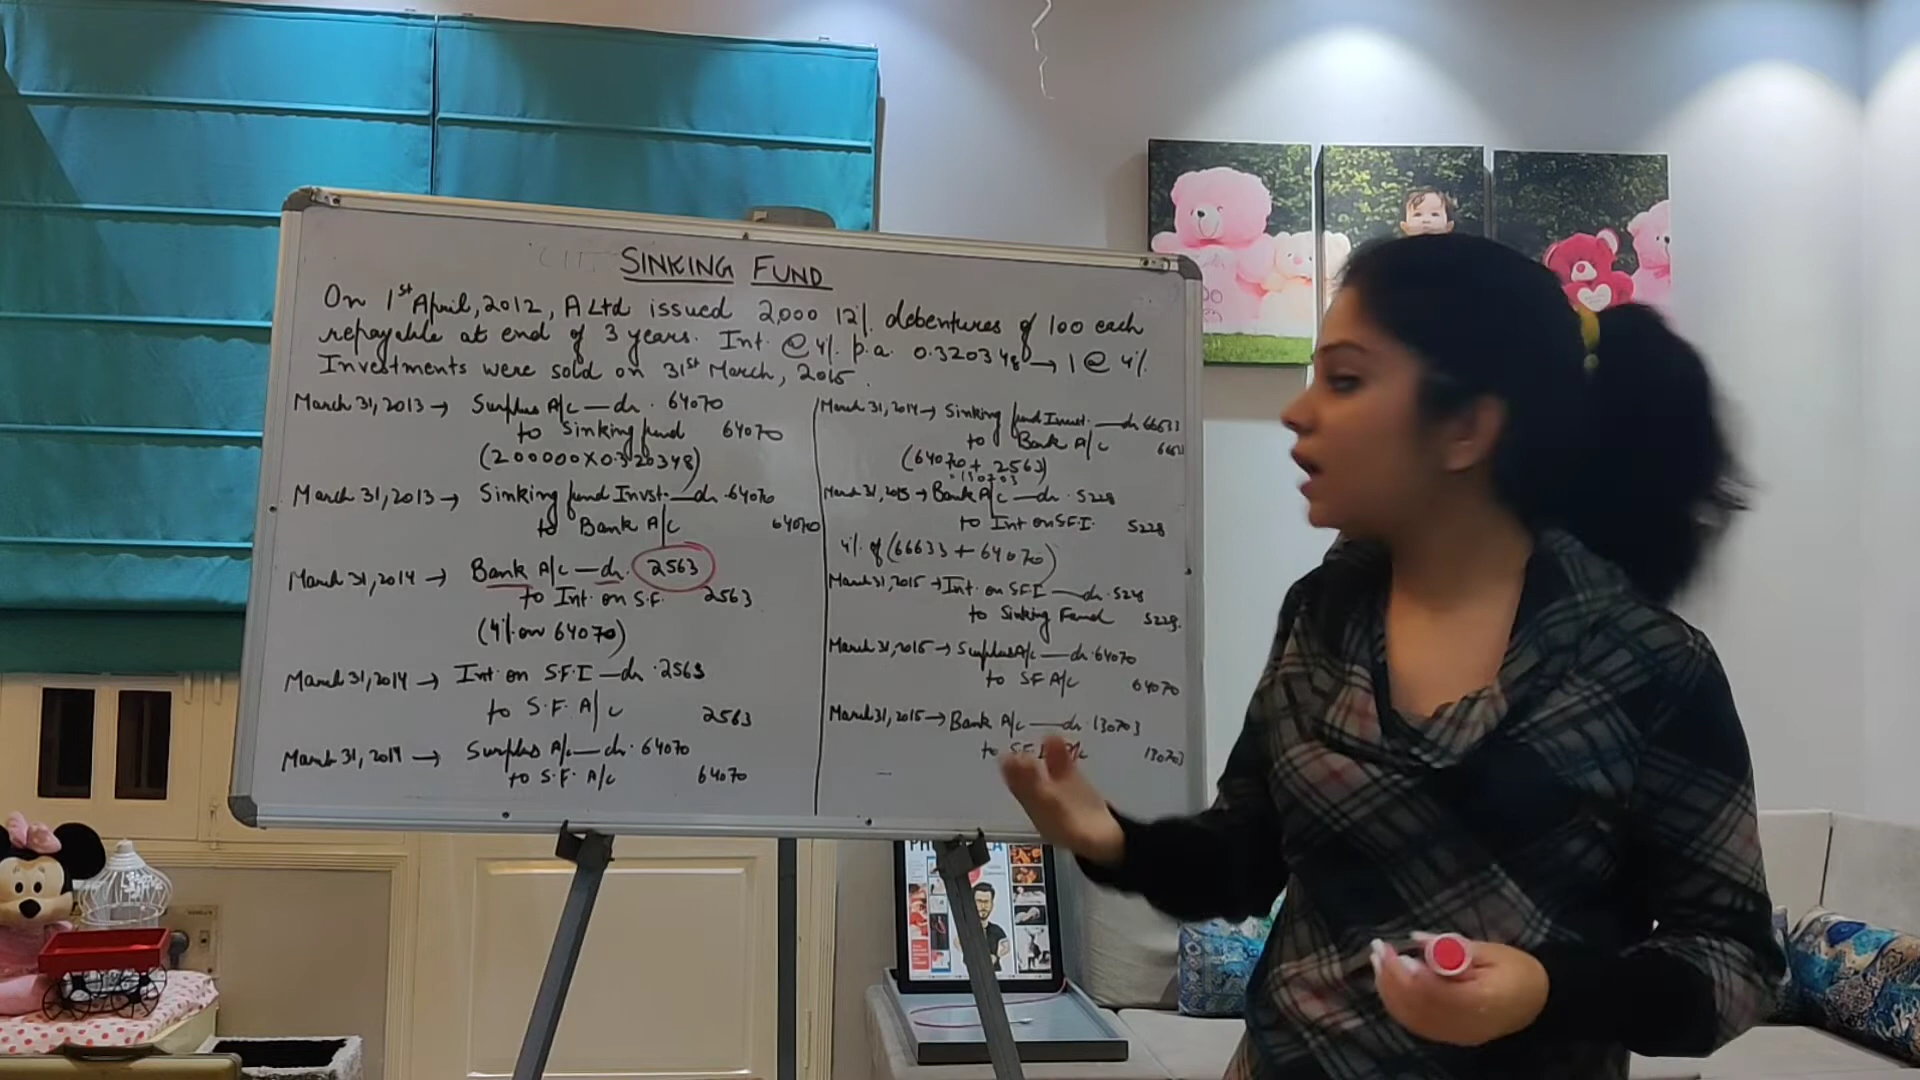 SINKING FUND
On 1st April, 2012, A Ltd issued 2,000 12% debentures of 100 each
repayable at end of 3 years. Int. @ 4% p.a. 0.320348 → 1 @ 4%.
Investments were sold on 31st March, 2015.
March 31, 2013 → Surplus A/c — dr. 64070
to Sinking fund 64070
(200000 X 0.320348)
March 31, 2013 → Sinking fund Invst. — dr. 64070
to Bank A/c 64070
March 31, 2014 → Bank A/c — dr. 2563
to Int. on S.F. 2563
(4% on 64070)
March 31, 2014 → Int. on S.F.I — dr. 2563
to S.F. A/c 2563
March 31, 2014 → Surplus A/c — dr. 64070
to S.F. A/c 64070
March 31, 2014 → Sinking fund Invst. — dr 66633
to Bank A/c
(64070 + 2563)
= 130703
March 31, 2015 → Bank A/c — dr. 5228
to Int on S.F.I. 5228
4% of (66633 + 64070)
March 31, 2015 → Int. on S.F.I — dr. 5228
to Sinking Fund 5228.
March 31, 2015 → Surplus A/c — dr. 64070
to SF A/c 64070
March 31, 2015 → Bank A/c — dr. 130703
to S.F.I A/c 130703